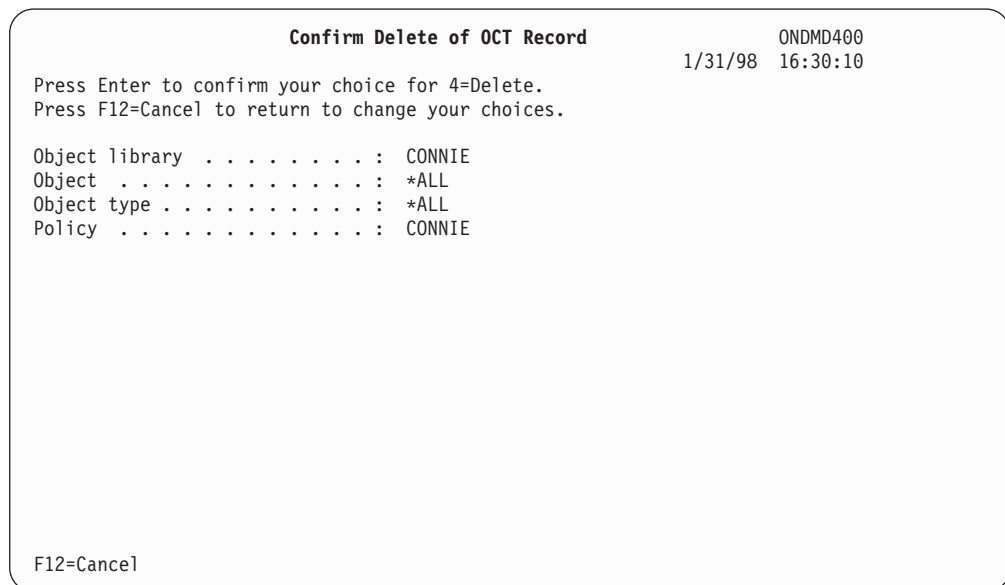 Confirm Delete of OCT Record ONDMD400
1/31/98 16:30:10
Press Enter to confirm your choice for 4=Delete.
Press F12=Cancel to return to change your choices.
Object library . . . . . . . . : CONNIE
Object . . . . . . . . . . . . : *ALL
Object type . . . . . . . . . . : *ALL
Policy . . . . . . . . . . . . : CONNIE
F12=Cancel